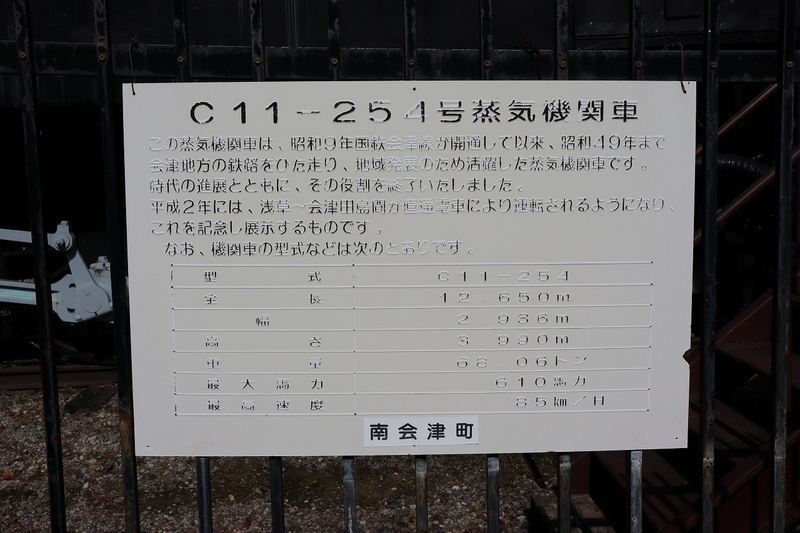 C11-254号蒸気機関車
この蒸気機関車は、昭和9年国鉄会津線が開通して以来、昭和49年まで
会津地方の鉄路をひた走り、地域発展のため活躍した蒸気機関車です。
時代の進展とともに、その役割を終了いたしました。
平成2年には、浅草～会津田島間が直通電車により運転されるようになり、
これを記念し展示するものです。
なお、機関車の型式などは次のとおりです。
型式 C11-254
全長 12.650m
幅 2.936m
高さ 3.990m
車重 68.06トン
最大馬力 610馬力
最高速度 85km/H
南会津町